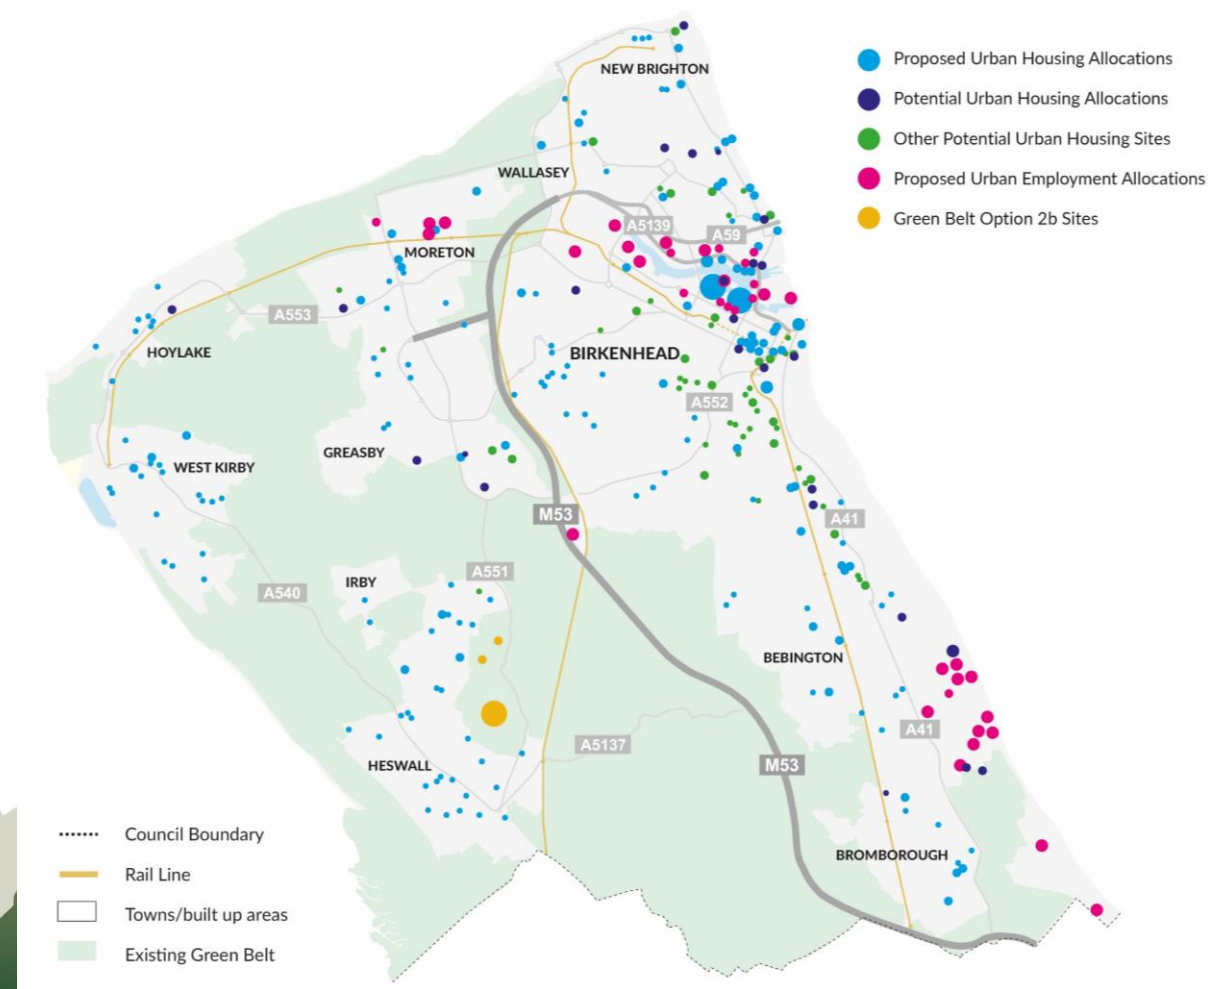 NEW BRIGHTON
Proposed Urban Housing Allocations
Potential Urban Housing Allocations
Other Potential Urban Housing Sites
Proposed Urban Employment Allocations
Green Belt Option 2b Sites
WALLASEY
A5139
A59
MORETON
A553
HOYLAKE
BIRKENHEAD
A552
GREASBY
WEST KIRBY
M53
A41
A551
IRBY
A540
BEBINGTON
A41
A5137
M53
HESWALL
BROMBOROUGH
Council Boundary
Rail Line
Towns/built up areas
Existing Green Belt